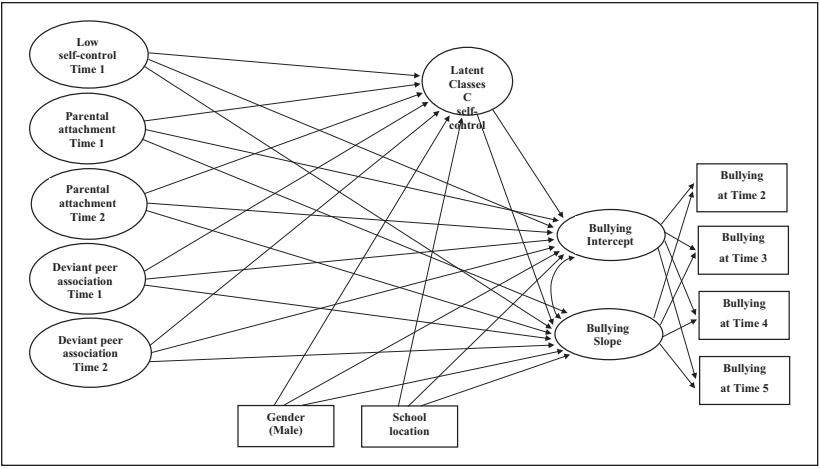 Low
self-control
Time 1
Parental
attachment
Time 1
Parental
attachment
Time 2
Deviant peer
association
Time 1
Deviant peer
association
Time 2
Latent
Classes
C
self-
control
Gender
(Male)
School
location
Bullying
Intercept
Bullying
Slope
Bullying
at Time 2
Bullying
at Time 3
Bullying
at Time 4
Bullying
at Time 5